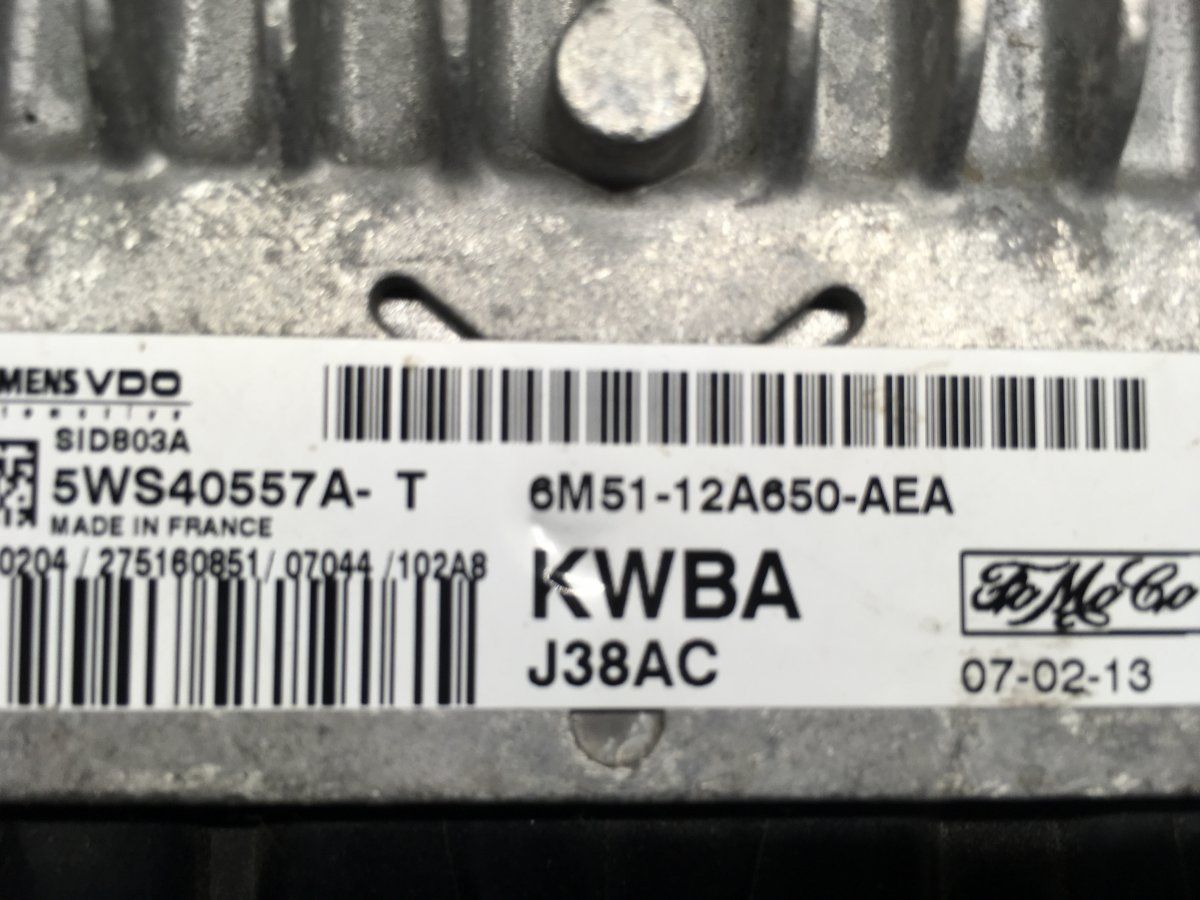 MENS VDO
SID803A
5WS40557A- T
MADE IN FRANCE
0204 / 275160851 / 07044 / 102A8
6M51-12A650-AEA
KWBA
J38AC
FoMoCo
07-02-13